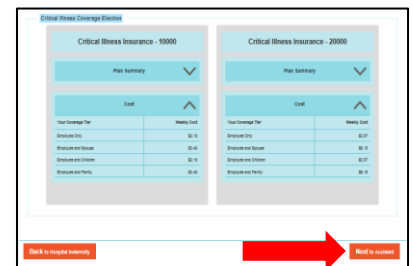 Critical Illness Coverage Election
Critical Illness Insurance - 10000
Plan Summary
Cost
Your Coverage Tier Weekly Cost
Employee Only
Employee and Spouse
Employee and Children
Employee and Family
Critical Illness Insurance - 20000
Plan Summary
Cost
Your Coverage Tier Weekly Cost
Employee Only
Employee and Spouse
Employee and Children
Employee and Family
Back to Hospital Indemnity
Next to Accident